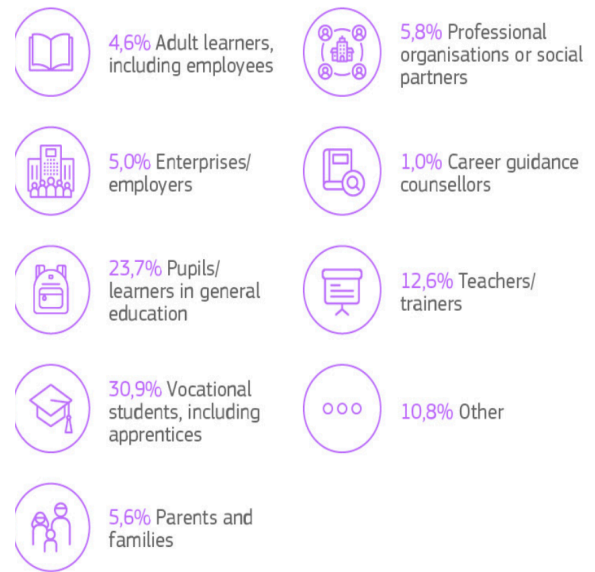 4,6% Adult learners,
including employees
5,0% Enterprises/
employers
23,7% Pupils/
learners in general
education
30,9% Vocational
students, including
apprentices
5,6% Parents and
families
5,8% Professional
organisations or social
partners
1,0% Career guidance
counsellors
12,6% Teachers/
trainers
10,8% Other